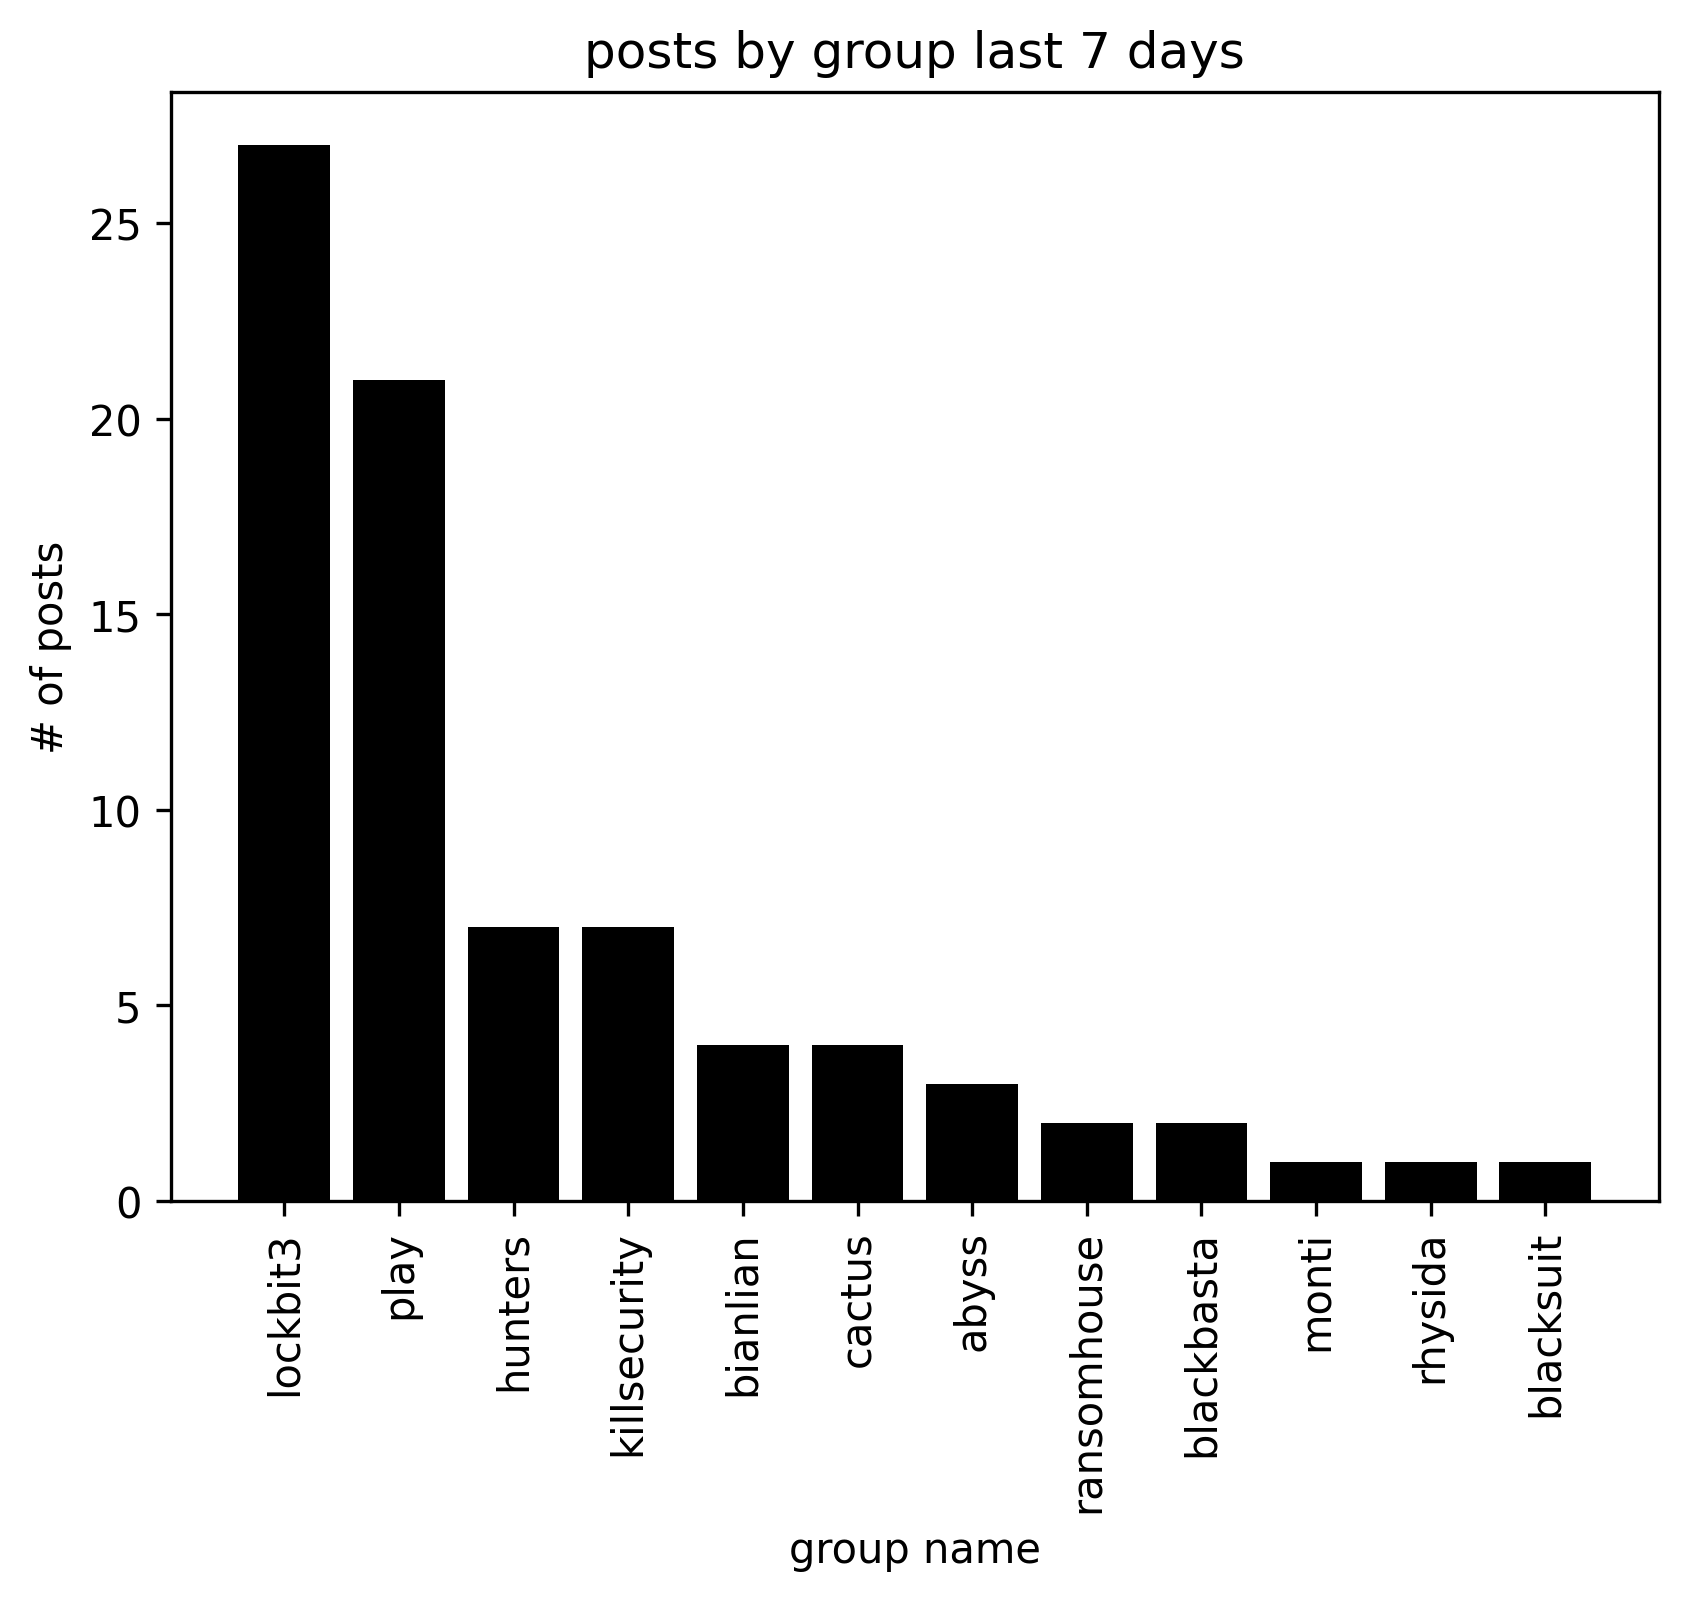 posts by group last 7 days
# of posts
25
20
15
10
5
0
lockbit3
play
hunters
killsecurity
bianlian
cactus
abyss
ransomhouse
blackbasta
monti
rhysida
blacksuit
group name